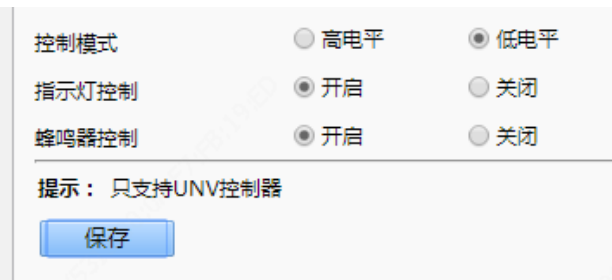 控制模式 高电平 低电平
指示灯控制 开启 关闭
蜂鸣器控制 开启 关闭
提示： 只支持UNV控制器
保存